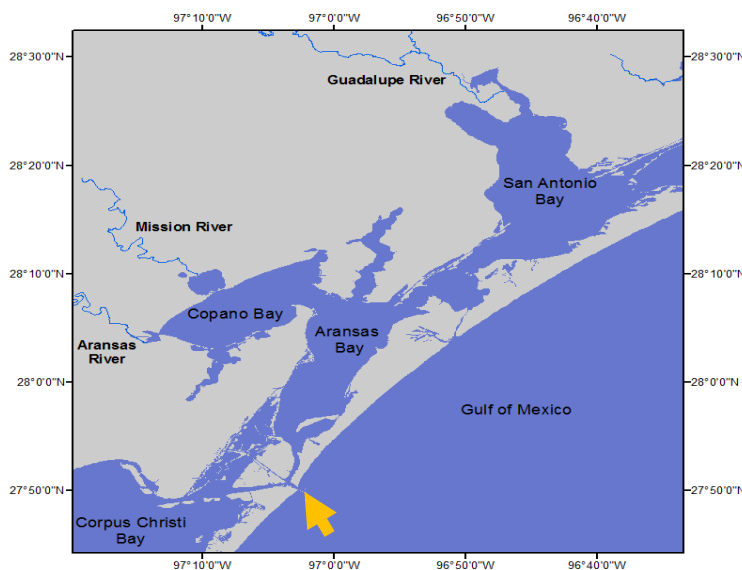 97°10'0"W 97°0'0"W 96°50'0"W 96°40'0"W
28°30'0"N
28°30'0"N
Guadalupe River
28°20'0"N
28°20'0"N
San Antonio
Bay
Mission River
28°10'0"N
28°10'0"N
Copano Bay
Aransas
Bay
Aransas
River
28°0'0"N
28°0'0"N
Gulf of Mexico
27°50'0"N
27°50'0"N
Corpus Christi
Bay
97°10'0"W 97°0'0"W 96°50'0"W 96°40'0"W